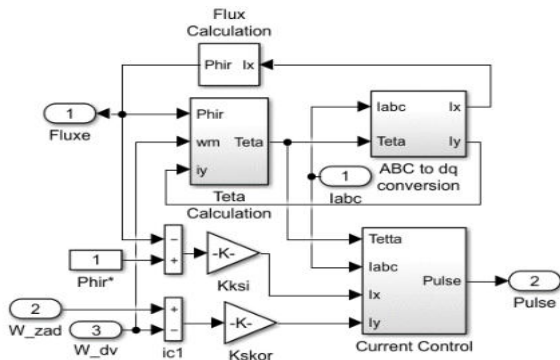 Flux
Calculation
Phir Ix
1
Fluxe
Phir
wm Teta
iy
Teta
Calculation
Iabc Ix
Teta Iy
ABC to dq
conversion
1
Iabc
1
Phir*
−
+
-K-
Kksi
2
W_zad
3
W_dv
+
−
ic1
-K-
Kskor
Tetta
Iabc
Ix
Iy
Pulse
Current Control
2
Pulse